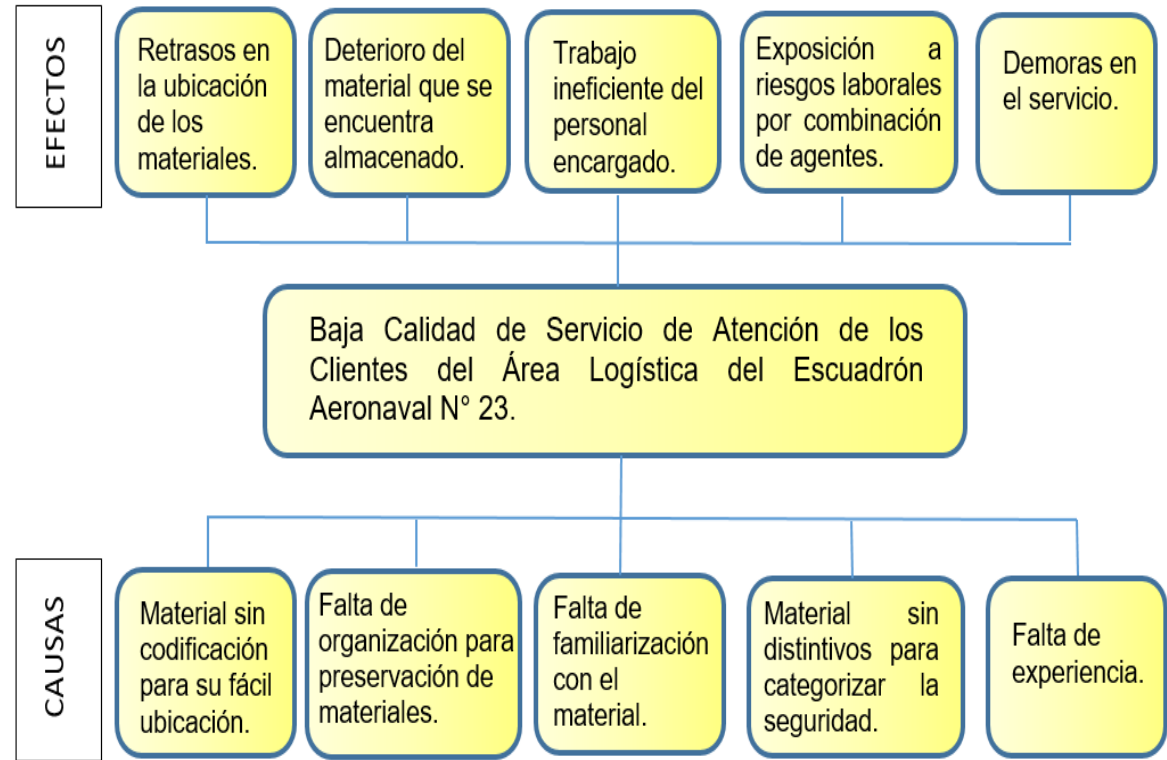 EFECTOS
Retrasos en
la ubicación
de los
materiales.
Deterioro del
material que se
encuentra
almacenado.
Trabajo
ineficiente del
personal
encargado.
Exposición a
riesgos laborales
por combinación
de agentes.
Demoras en
el servicio.
Baja Calidad de Servicio de Atención de los
Clientes del Área Logística del Escuadrón
Aeronaval N° 23.
CAUSAS
Material sin
codificación
para su fácil
ubicación.
Falta de
organización para
preservación de
materiales.
Falta de
familiarización
con el
material.
Material sin
distintivos para
categorizar la
seguridad.
Falta de
experiencia.